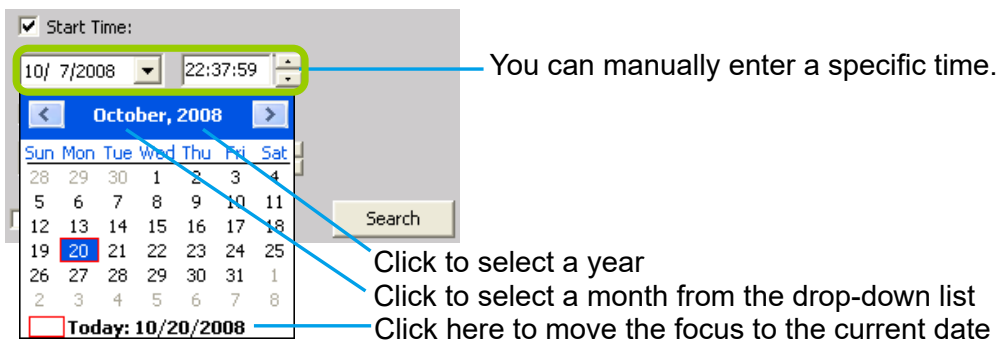 Start Time:
10/ 7/2008 22:37:59
You can manually enter a specific time.
October, 2008
Sun Mon Tue Wed Thu Fri Sat
28 29 30 1 2 3 4
5 6 7 8 9 10 11
12 13 14 15 16 17 18
Search
19 20 21 22 23 24 25
Click to select a year
26 27 28 29 30 31 1
Click to select a month from the drop-down list
2 3 4 5 6 7 8
Today: 10/20/2008
Click here to move the focus to the current date